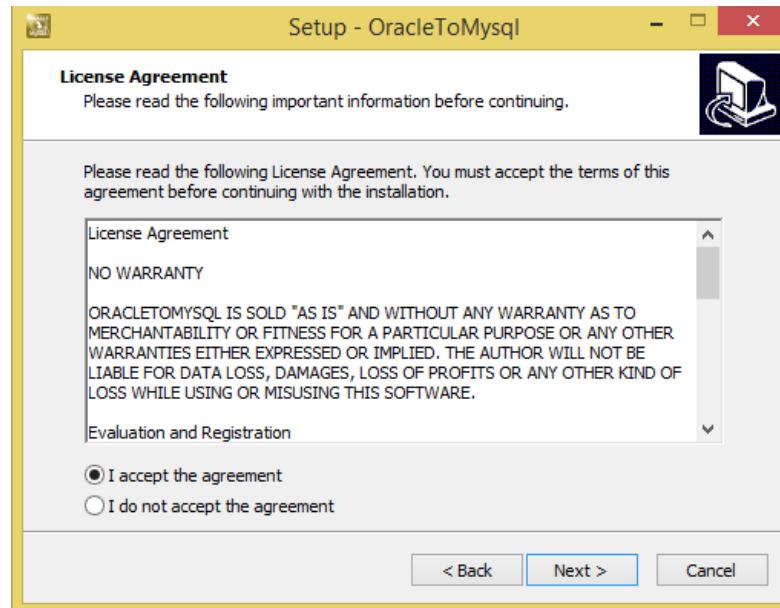 Setup - OracleToMysql
License Agreement
Please read the following important information before continuing.
Please read the following License Agreement. You must accept the terms of this
agreement before continuing with the installation.
License Agreement
NO WARRANTY
ORACLETOMYSQL IS SOLD "AS IS" AND WITHOUT ANY WARRANTY AS TO
MERCHANTABILITY OR FITNESS FOR A PARTICULAR PURPOSE OR ANY OTHER
WARRANTIES EITHER EXPRESSED OR IMPLIED. THE AUTHOR WILL NOT BE
LIABLE FOR DATA LOSS, DAMAGES, LOSS OF PROFITS OR ANY OTHER KIND OF
LOSS WHILE USING OR MISUSING THIS SOFTWARE.
Evaluation and Registration
I accept the agreement
I do not accept the agreement
< Back Next > Cancel